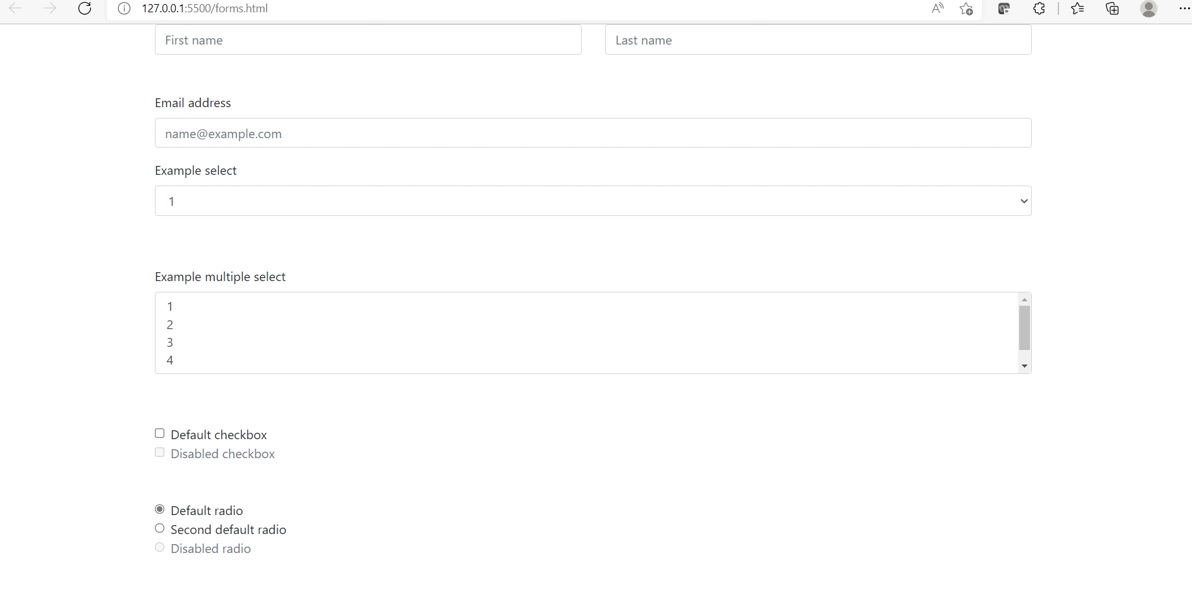 127.0.0.1:5500/forms.html
First name Last name
Email address
name@example.com
Example select
1
Example multiple select
1
2
3
4
Default checkbox
Disabled checkbox
Default radio
Second default radio
Disabled radio